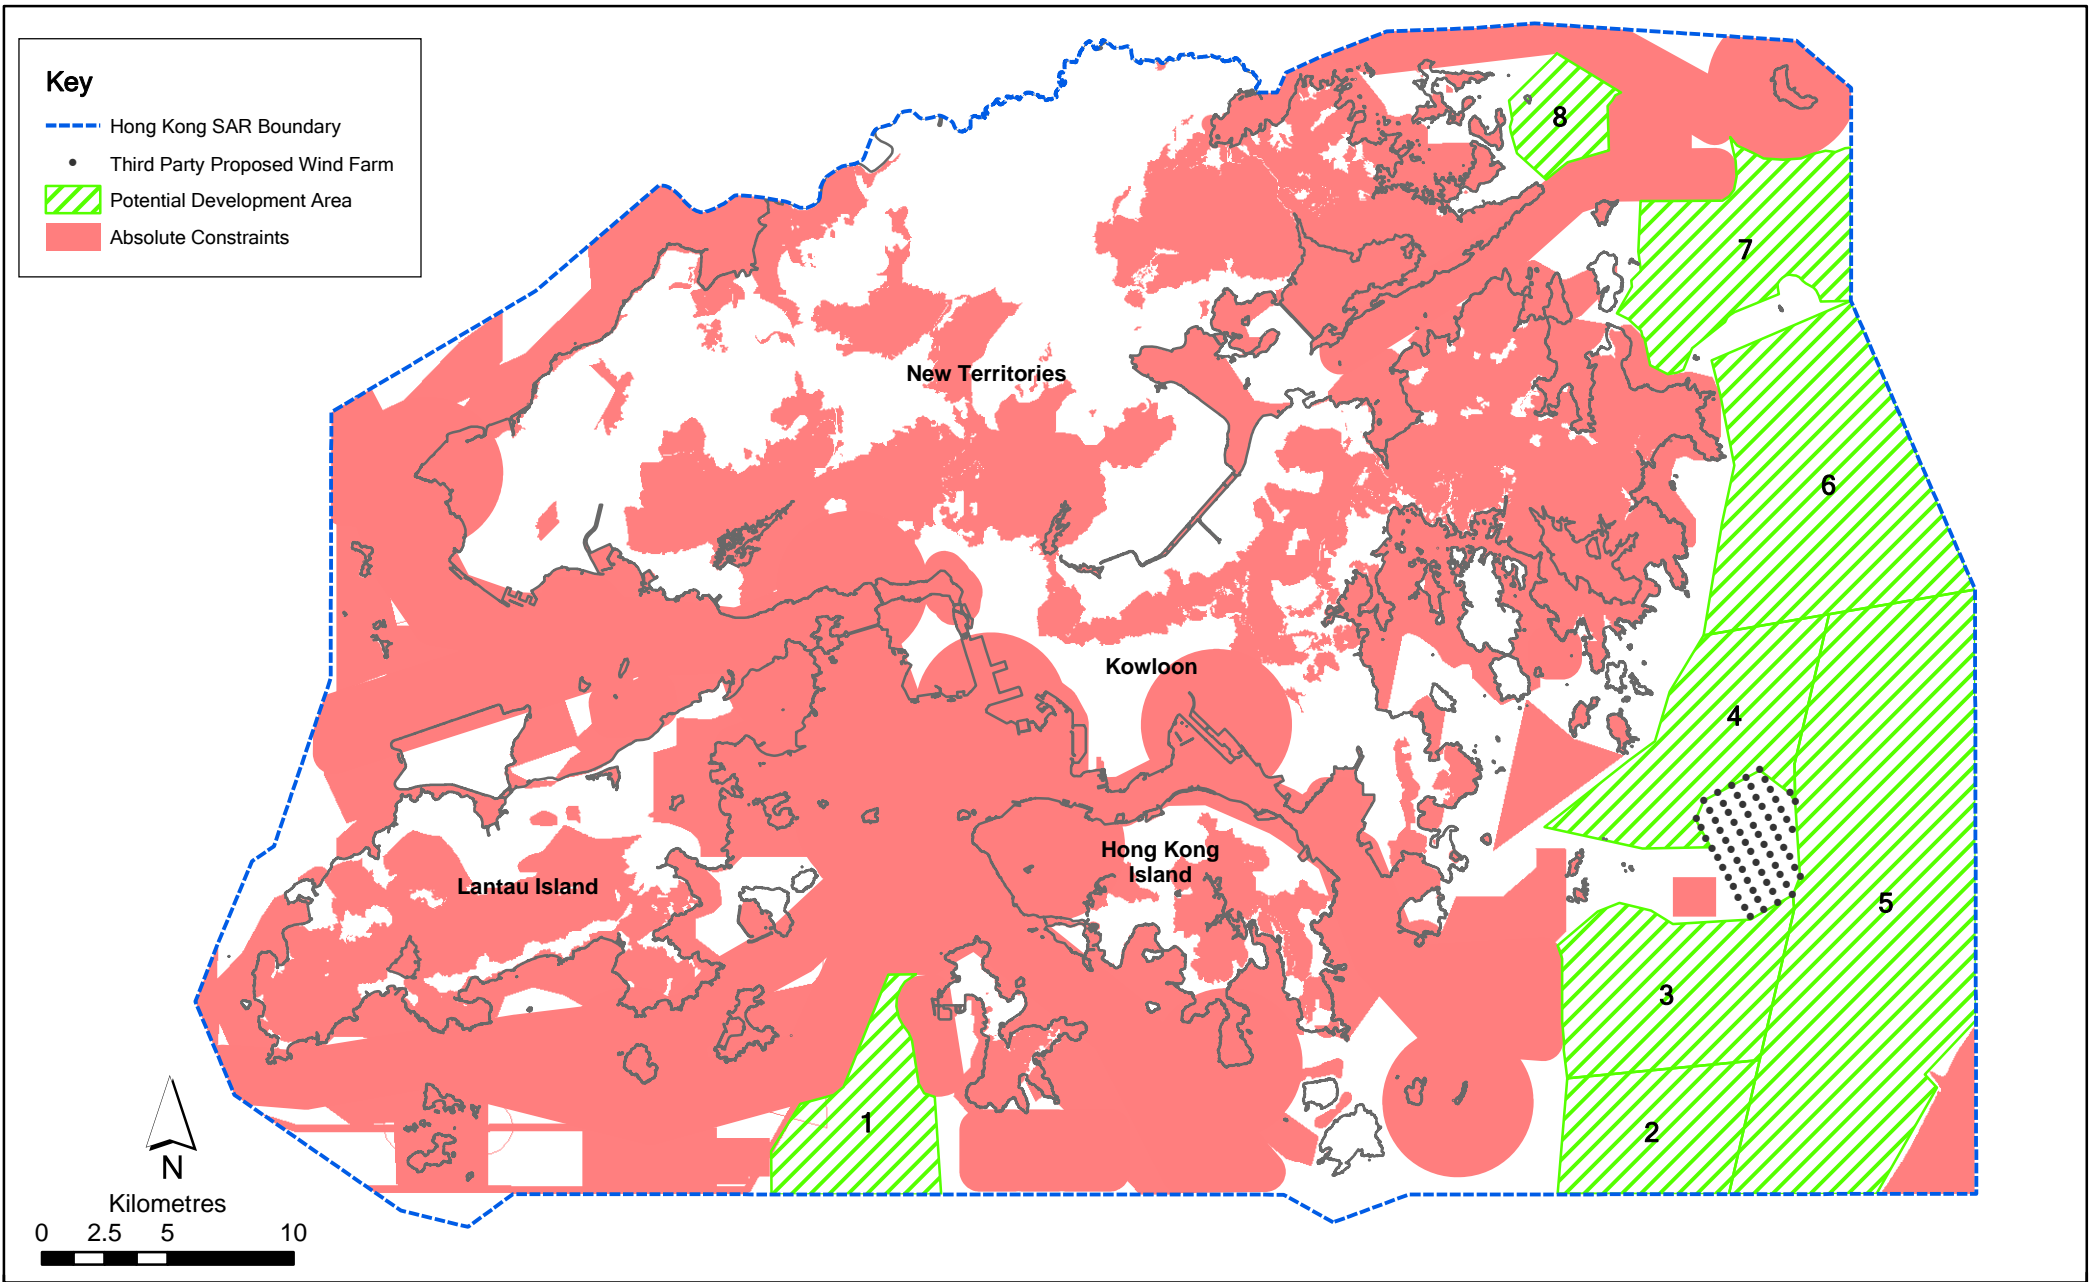 Key
Hong Kong SAR Boundary
Third Party Proposed Wind Farm
Potential Development Area
Absolute Constraints
8
7
New Territories
6
Kowloon
4
Hong Kong
Island
Lantau Island
5
3
1
2
N
Kilometres
0 2.5 5 10